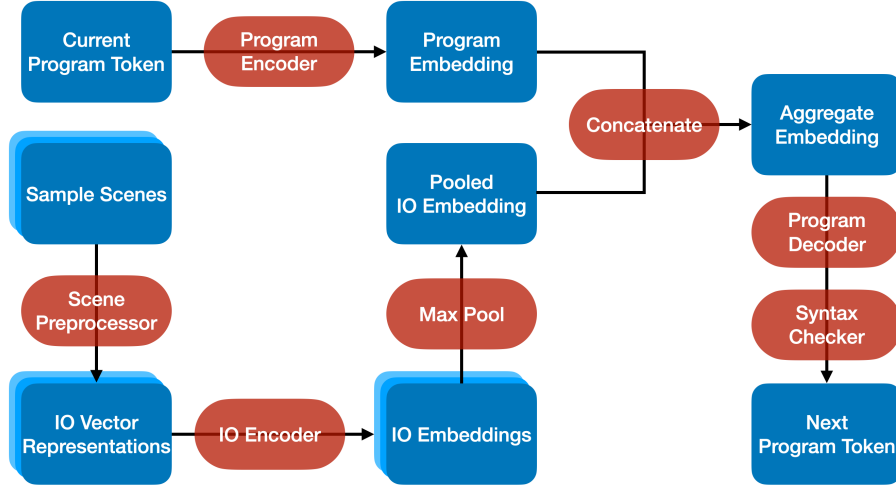 Current
Program Token
Program
Encoder
Program
Embedding
Concatenate
Aggregate
Embedding
Sample Scenes
Pooled
IO Embedding
Program
Decoder
Scene
Preprocessor
Max Pool
Syntax
Checker
IO Vector
Representations
IO Encoder
IO Embeddings
Next
Program Token